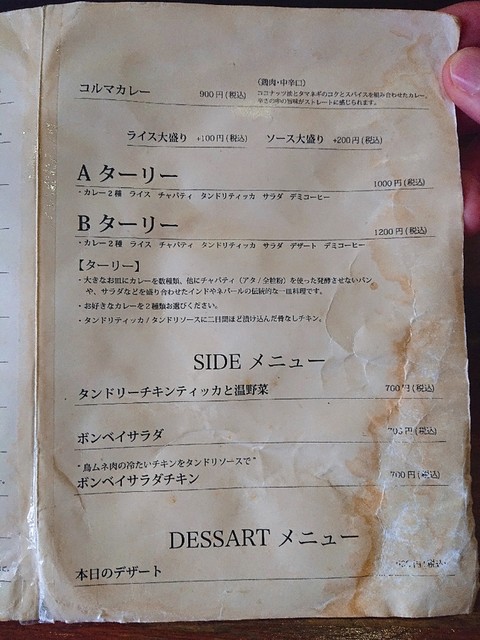 コルマカレー 900円(税込)
(鶏肉・中辛口)
ココナッツ油とタマネギのコクとスパイスを組み合わせたカレー。
辛さの中の旨味がストレートに感じられます。
ライス大盛り +100円(税込) ソース大盛り +200円(税込)
A ターリー 1000円(税込)
・カレー2種 ライス チャパティ タンドリティッカ サラダ デミコーヒー
B ターリー 1200円(税込)
・カレー2種 ライス チャパティ タンドリティッカ サラダ デザート デミコーヒー
【ターリー】
・大きなお皿にカレーを数種類、他にチャパティ(アタ/全粒粉)を使った発酵させないパン
や、サラダなどを盛り合わせたインドやネパールの伝統的な一皿料理です。
・お好きなカレーを2種類お選びください。
・タンドリティッカ/タンドリソースに二日間ほど漬け込んだ骨なしチキン。
SIDE メニュー
タンドリーチキンティッカと温野菜 700円(税込)
ボンベイサラダ 700円(税込)
"鳥ムネ肉の冷たいチキンをタンドリソースで"
ボンベイサラダチキン 700円(税込)
DESSART メニュー
本日のデザート